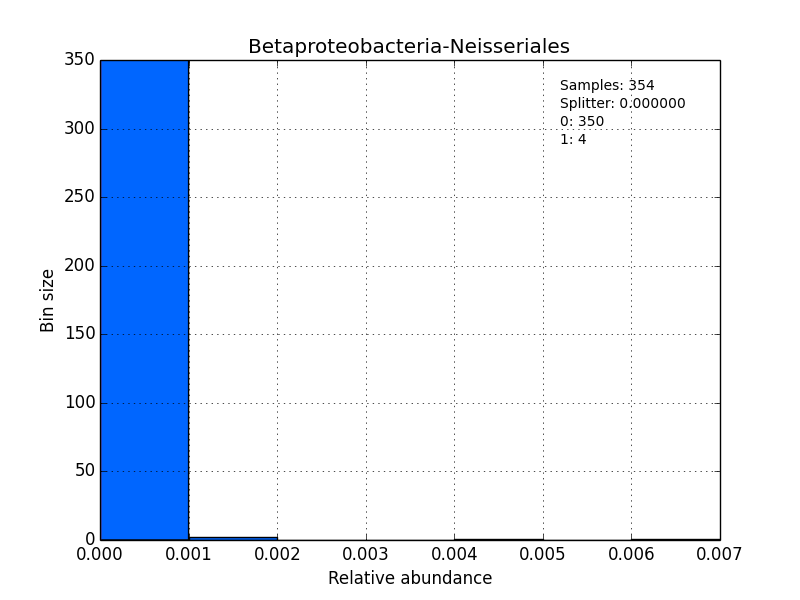 Betaproteobacteria-Neisseriales
350
300
250
200
150
100
50
0
Samples: 354
Splitter: 0.000000
0: 350
1: 4
Bin size
0.000 0.001 0.002 0.003 0.004 0.005 0.006 0.007
Relative abundance